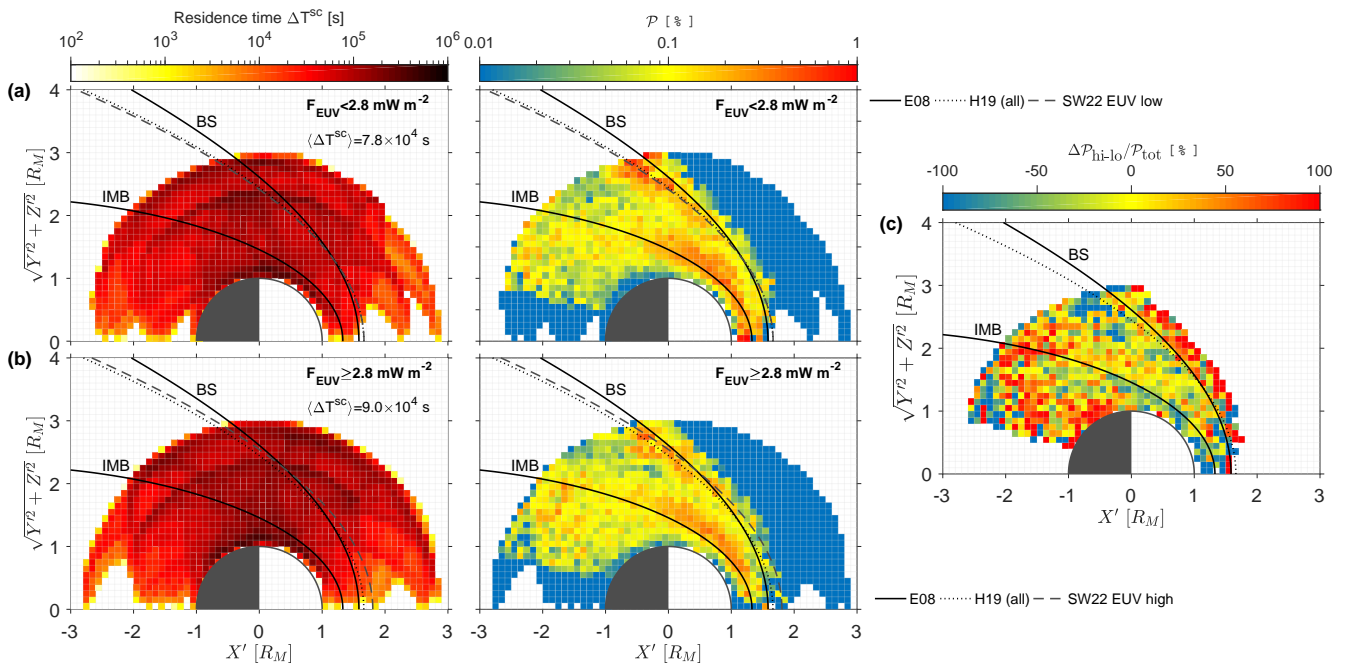 Residence time ΔT^sc [s]
10^2 10^3 10^4 10^5 10^6
𝒫 [ % ]
0.01 0.1 1
(a)
F_EUV<2.8 mW m^-2
⟨ΔT^sc⟩=7.8×10^4 s
BS
IMB
√Y'^2 + Z'^2 [R_M]
4
3
2
1
0
F_EUV<2.8 mW m^-2
BS
IMB
E08 H19 (all) SW22 EUV low
(b)
F_EUV≥2.8 mW m^-2
⟨ΔT^sc⟩=9.0×10^4 s
BS
IMB
√Y'^2 + Z'^2 [R_M]
4
3
2
1
0
-3 -2 -1 0 1 2 3
X' [R_M]
F_EUV≥2.8 mW m^-2
BS
IMB
-3 -2 -1 0 1 2 3
X' [R_M]
Δ𝒫_hi-lo/𝒫_tot [ % ]
-100 -50 0 50 100
(c)
BS
IMB
√Y'^2 + Z'^2 [R_M]
4
3
2
1
0
-3 -2 -1 0 1 2 3
X' [R_M]
E08 H19 (all) SW22 EUV high